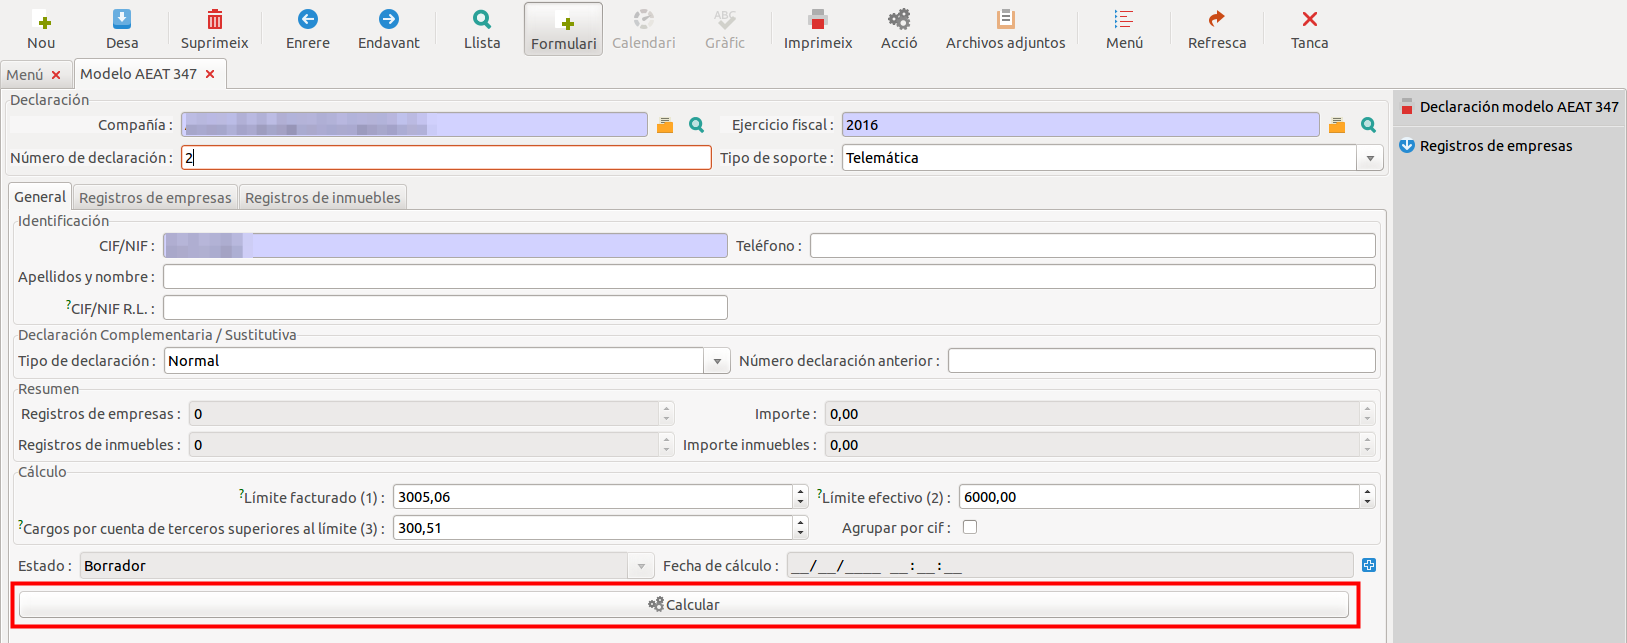 Nou Desa Suprimeix Enrere Endavant Llista Formulari Calendari Gràfic Imprimeix Acció Archivos adjuntos Menú Refresca Tanca
Menú Modelo AEAT 347
Declaración
Compañía : Ejercicio fiscal : 2016
Número de declaración : 2 Tipo de soporte : Telemática
General Registros de empresas Registros de inmuebles
Identificación
CIF/NIF : Teléfono :
Apellidos y nombre :
?CIF/NIF R.L. :
Declaración Complementaria / Sustitutiva
Tipo de declaración : Normal Número declaración anterior :
Resumen
Registros de empresas : 0 Importe : 0,00
Registros de inmuebles : 0 Importe inmuebles : 0,00
Cálculo
?Límite facturado (1) : 3005,06 ?Límite efectivo (2) : 6000,00
?Cargos por cuenta de terceros superiores al límite (3) : 300,51 Agrupar por cif :
Estado : Borrador Fecha de cálculo : __/__/____ __:__:__
Calcular
Declaración modelo AEAT 347
Registros de empresas